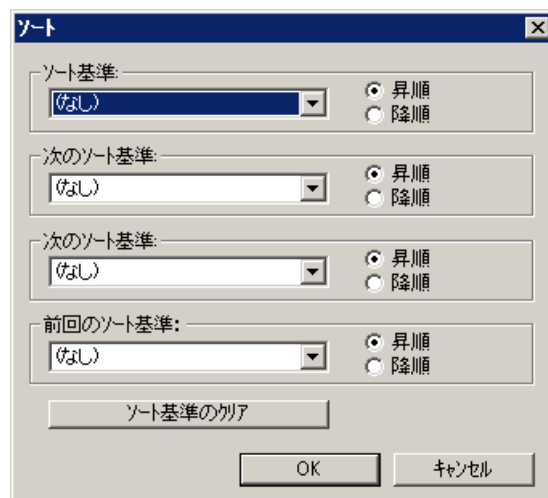 ソート
ソート基準:
(なし)
昇順
降順
次のソート基準:
(なし)
昇順
降順
次のソート基準:
(なし)
昇順
降順
前回のソート基準:
(なし)
昇順
降順
ソート基準のクリア
OK
キャンセル